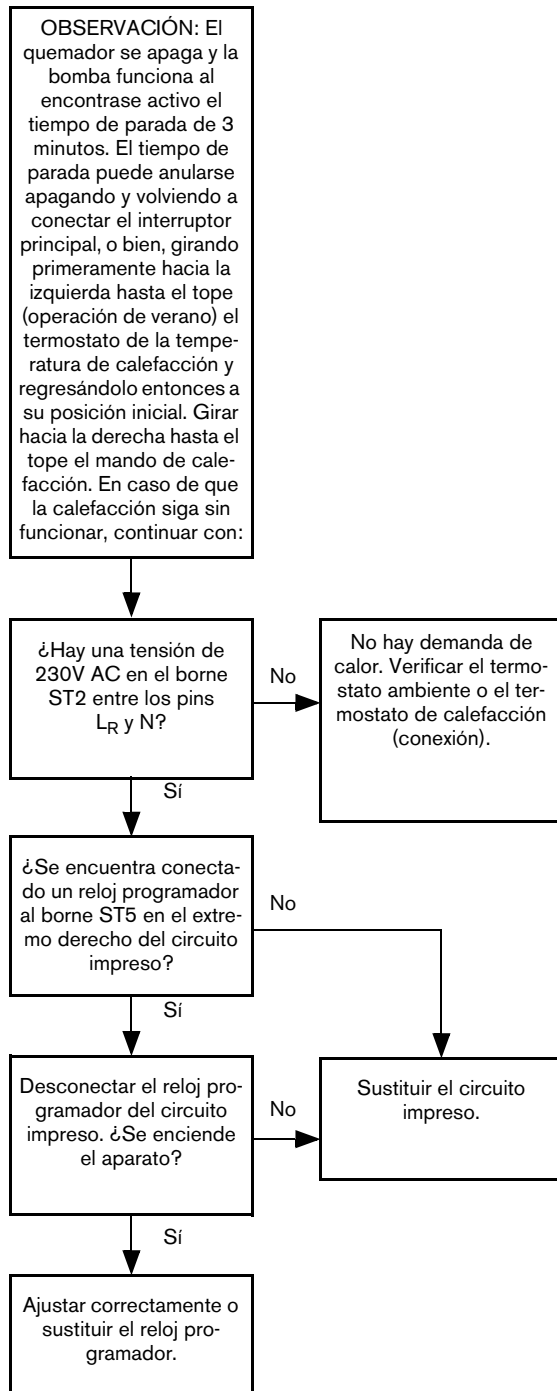 OBSERVACIÓN: El
quemador se apaga y la
bomba funciona al
encontrase activo el
tiempo de parada de 3
minutos. El tiempo de
parada puede anularse
apagando y volviendo a
conectar el interruptor
principal, o bien, girando
primeramente hacia la
izquierda hasta el tope
(operación de verano) el
termostato de la tempe-
ratura de calefacción y
regresándolo entonces a
su posición inicial. Girar
hacia la derecha hasta el
tope el mando de cale-
facción. En caso de que
la calefacción siga sin
funcionar, continuar con:
¿Hay una tensión de
230V AC en el borne
ST2 entre los pins
LR y N?
No
No hay demanda de
calor. Verificar el termo-
stato ambiente o el ter-
mostato de calefacción
(conexión).
Sí
¿Se encuentra conecta-
do un reloj programador
al borne ST5 en el extre-
mo derecho del circuito
impreso?
No
Sí
Desconectar el reloj pro-
gramador del circuito
impreso. ¿Se enciende
el aparato?
No
Sustituir el circuito
impreso.
Sí
Ajustar correctamente o
sustituir el reloj pro-
gramador.